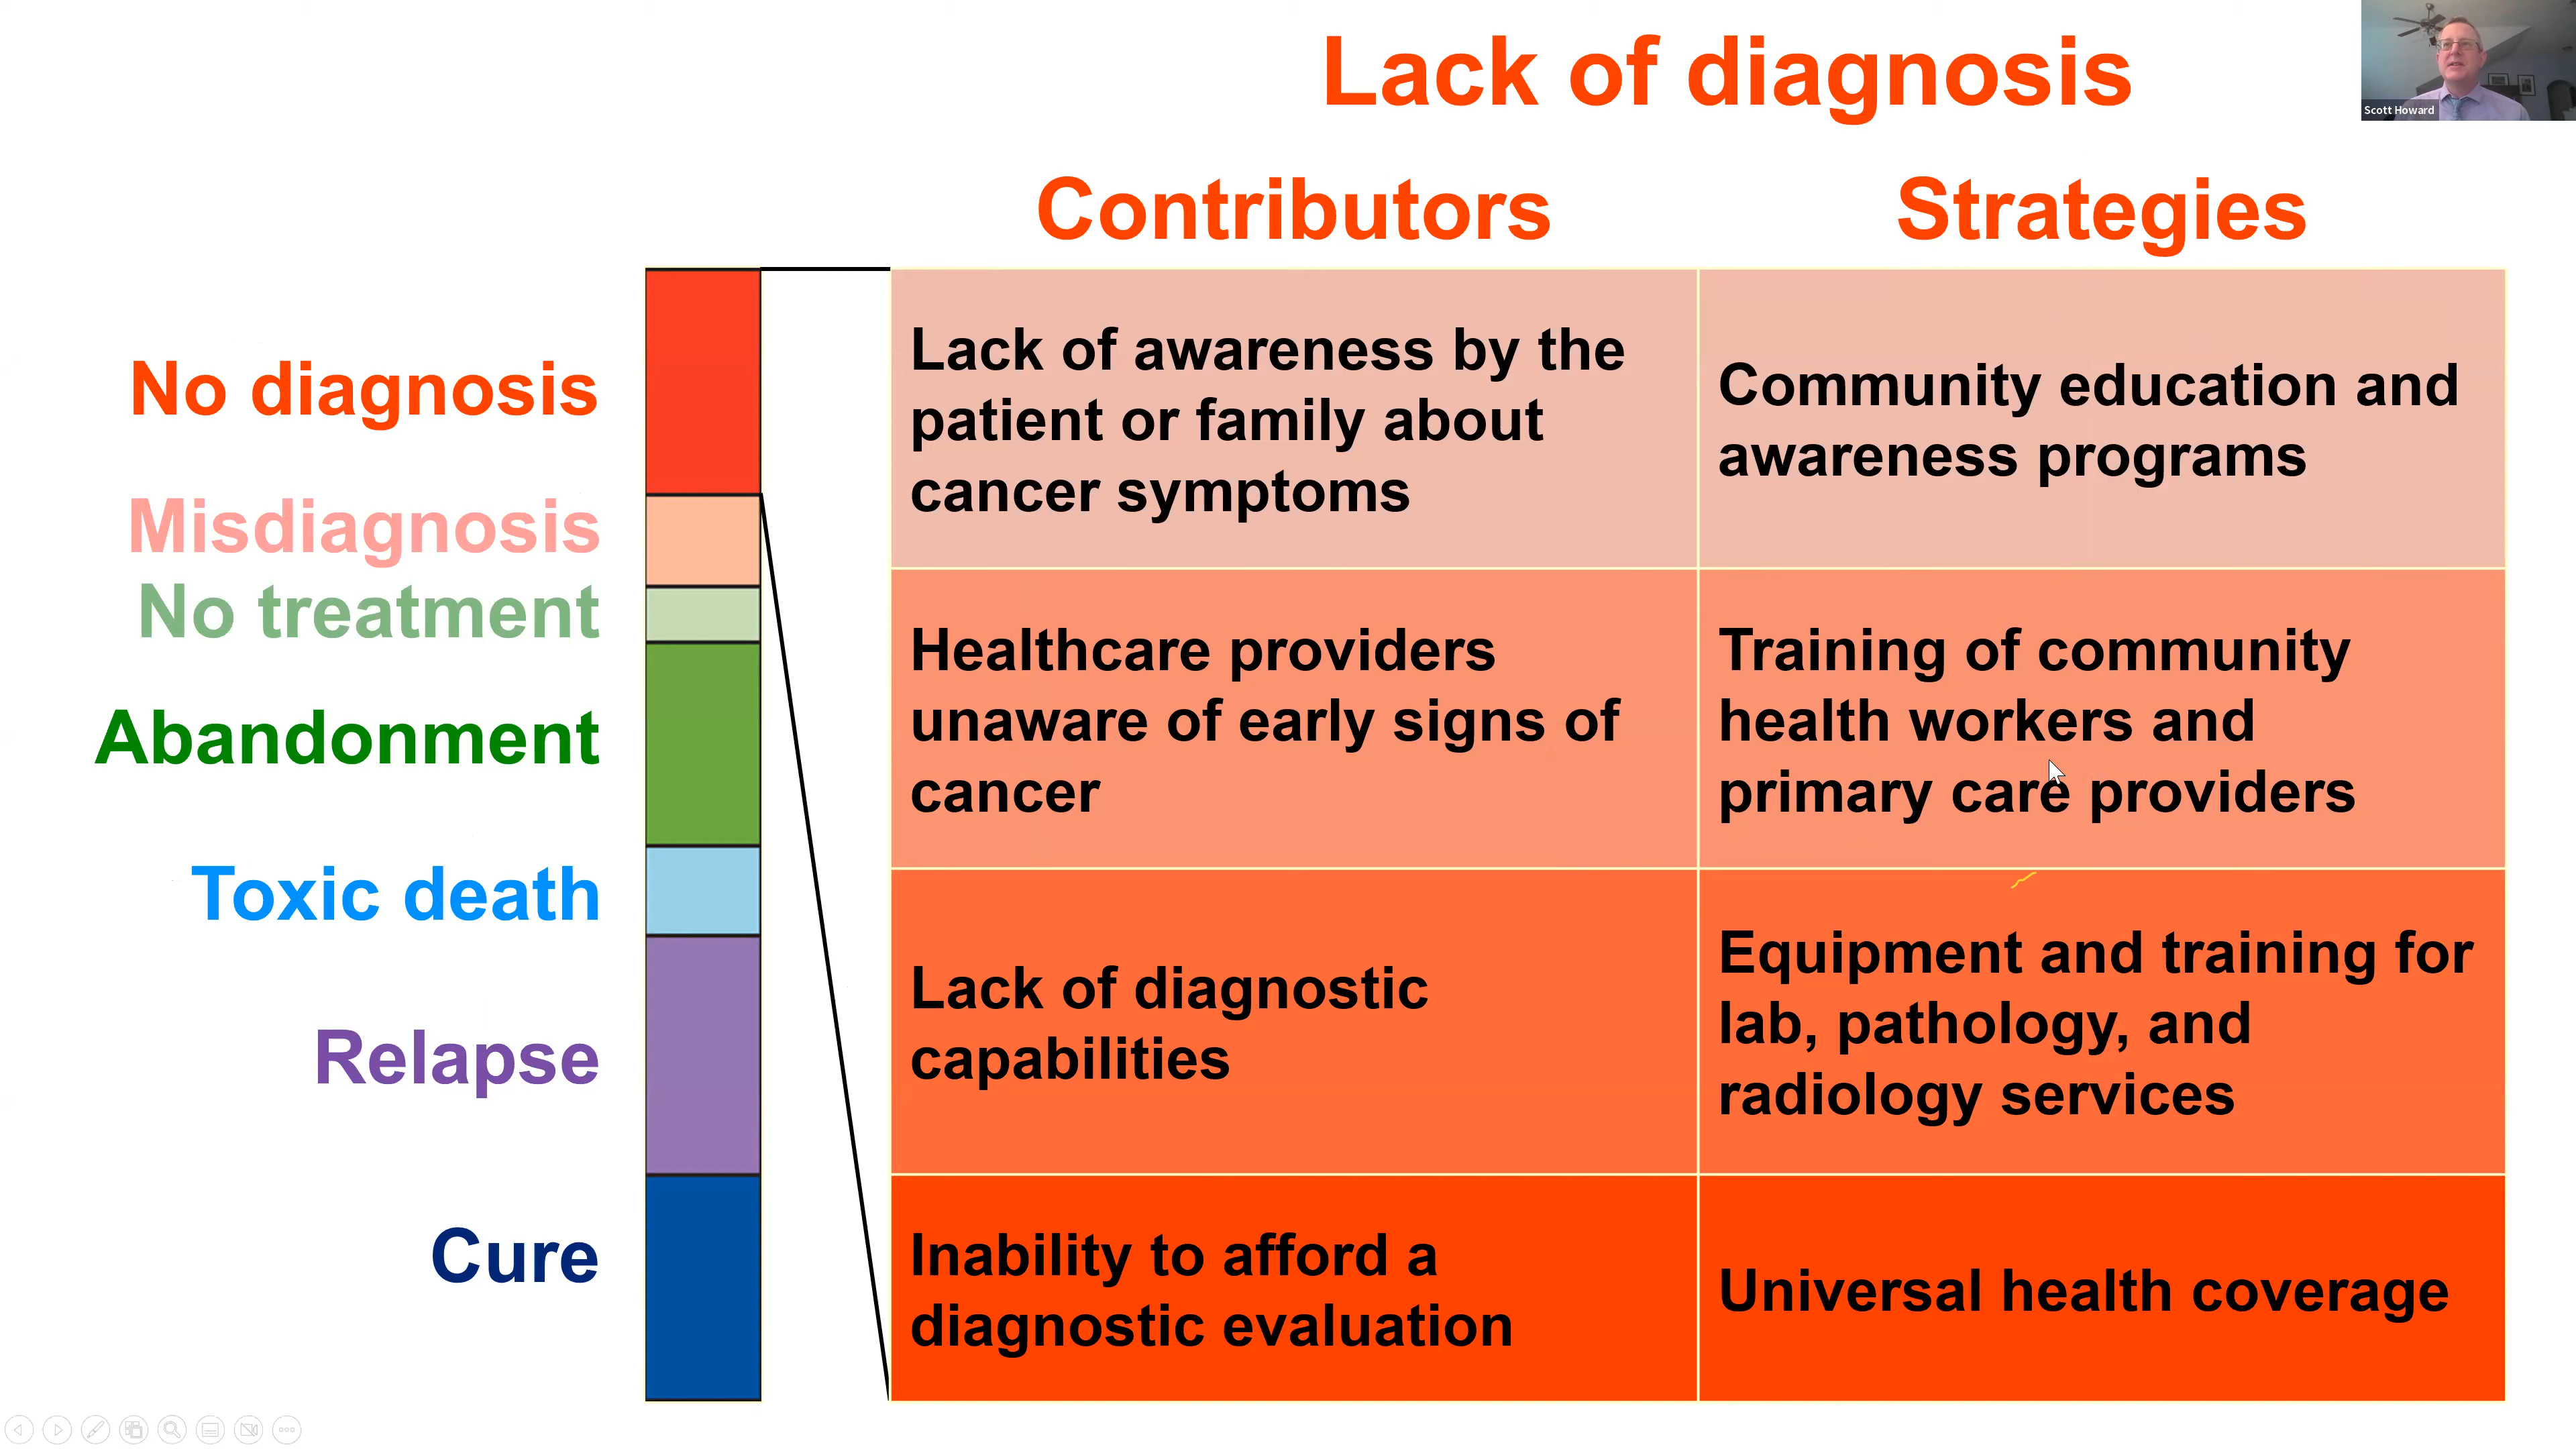 Lack of diagnosis
Scott Howard
Contributors
Strategies
No diagnosis
Misdiagnosis
No treatment
Abandonment
Toxic death
Relapse
Cure
Lack of awareness by the
patient or family about
cancer symptoms
Community education and
awareness programs
Healthcare providers
unaware of early signs of
cancer
Training of community
health workers and
primary care providers
Lack of diagnostic
capabilities
Equipment and training for
lab, pathology, and
radiology services
Inability to afford a
diagnostic evaluation
Universal health coverage